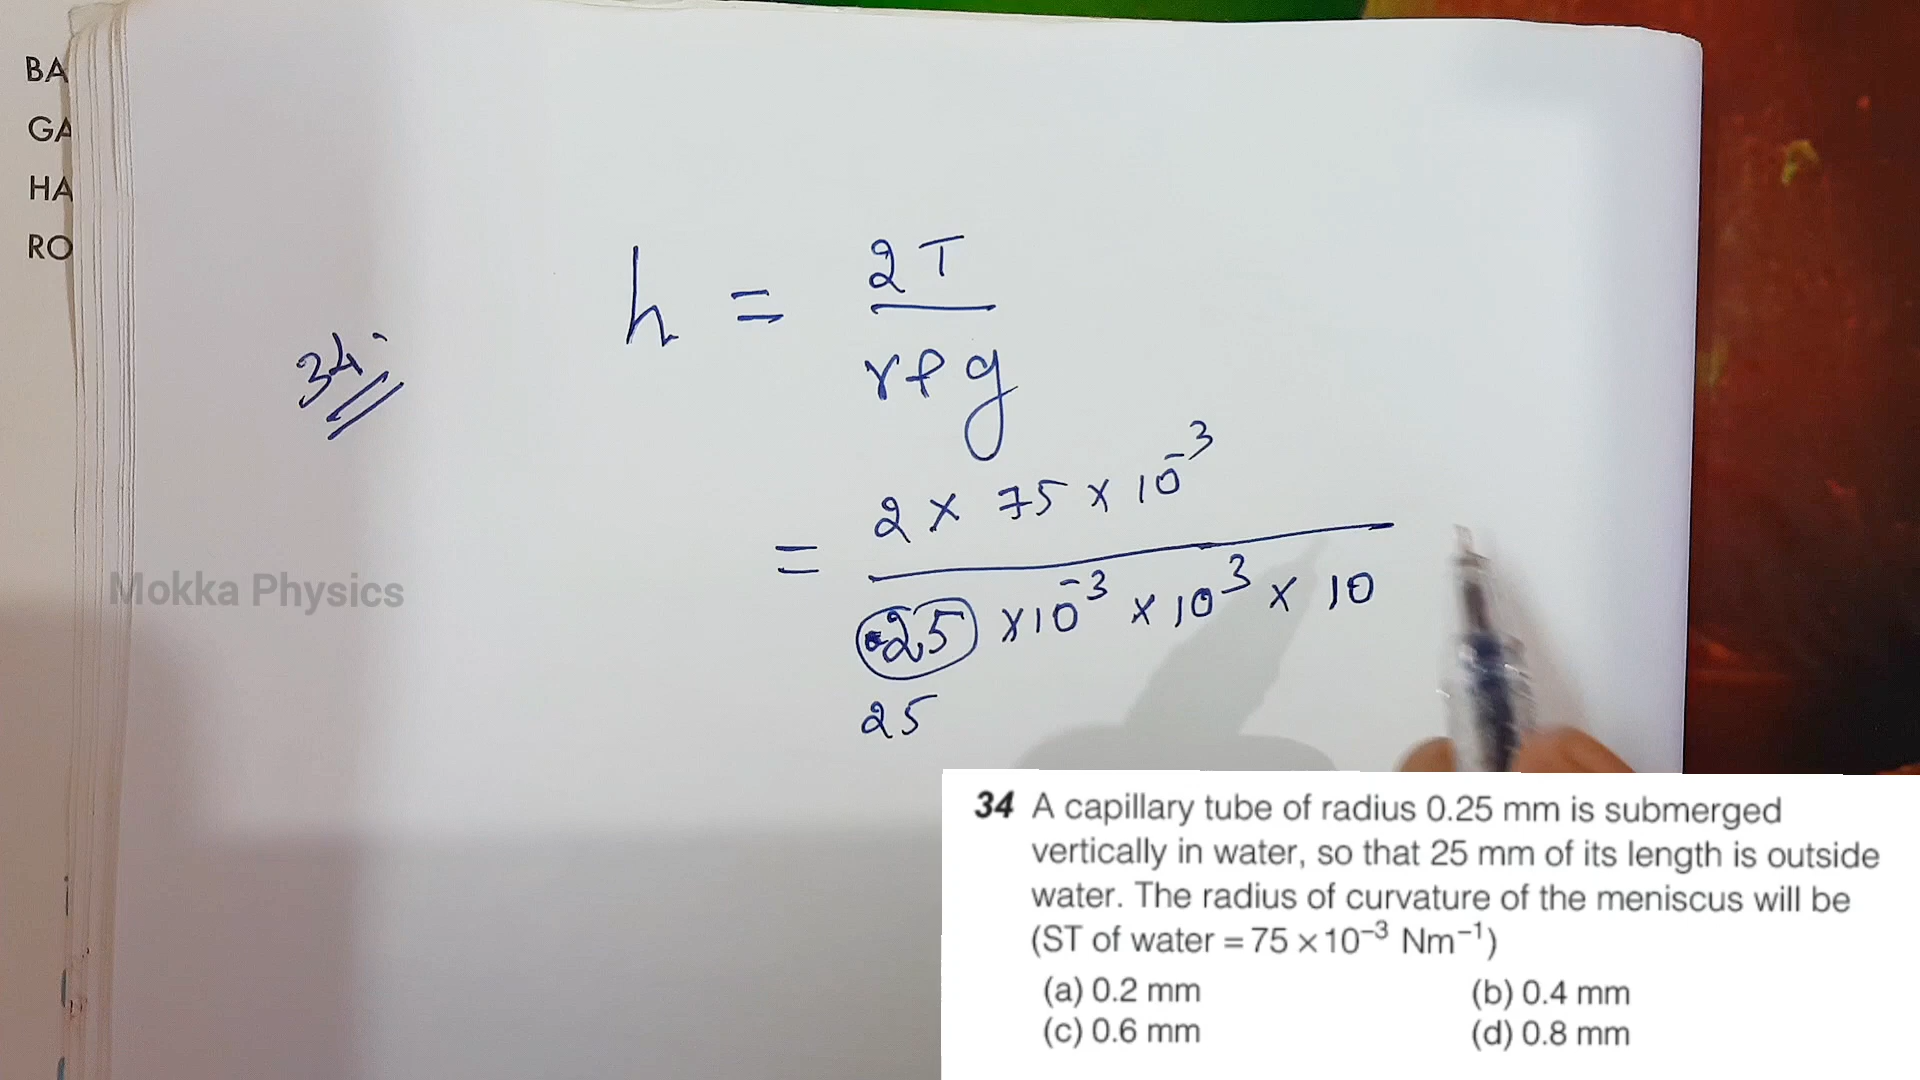 BA
GA
HA
RO
34.
h = 2T / rρg
= 2 × 75 × 10⁻³ / .25 × 10⁻³ × 10³ × 10
25
Mokka Physics
34 A capillary tube of radius 0.25 mm is submerged
vertically in water, so that 25 mm of its length is outside
water. The radius of curvature of the meniscus will be
(ST of water = 75 × 10⁻³ Nm⁻¹)
(a) 0.2 mm (b) 0.4 mm
(c) 0.6 mm (d) 0.8 mm